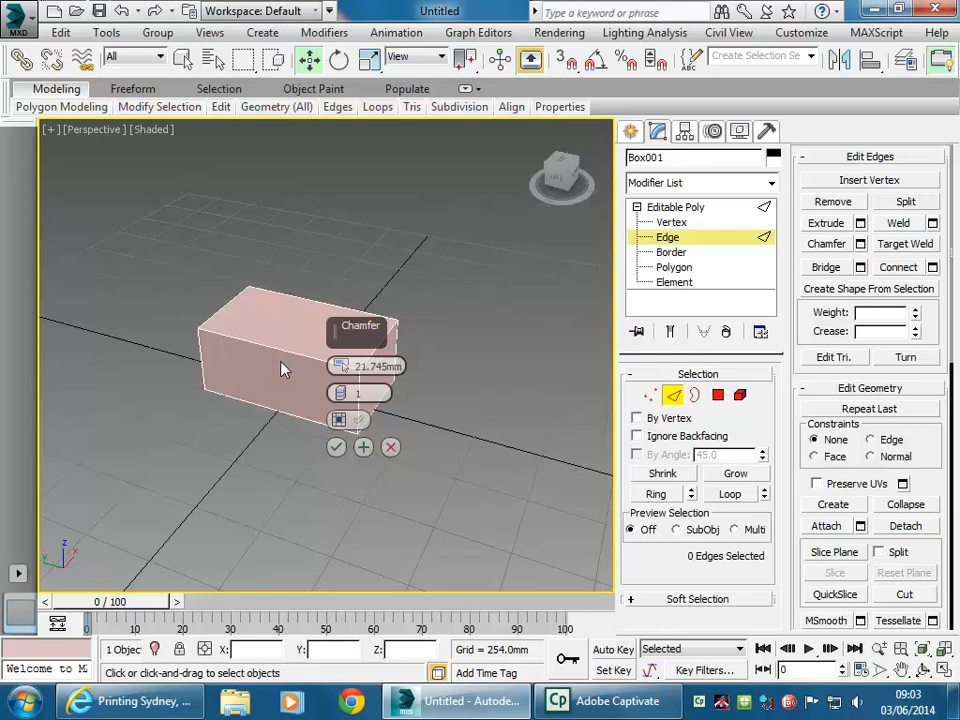 MXD
Workspace: Default
Untitled
Type a keyword or phrase
Edit Tools Group Views Create Modifiers Animation Graph Editors Rendering Lighting Analysis Civil View Customize MAXScript Help
All
View
3
Create Selection Se
Modeling Freeform Selection Object Paint Populate
Polygon Modeling Modify Selection Edit Geometry (All) Edges Loops Tris Subdivision Align Properties
[+] [Perspective] [Shaded]
Chamfer
21.745mm
1
z
x
y
Box001
Modifier List
Editable Poly
Vertex
Edge
Border
Polygon
Element
- Selection
By Vertex
Ignore Backfacing
By Angle: 45.0
Shrink Grow
Ring Loop
Preview Selection
Off SubObj Multi
0 Edges Selected
+ Soft Selection
- Edit Edges
Insert Vertex
Remove Split
Extrude Weld
Chamfer Target Weld
Bridge Connect
Create Shape From Selection
Weight:
Crease:
Edit Tri. Turn
- Edit Geometry
Repeat Last
Constraints
None Edge
Face Normal
Preserve UVs
Create Collapse
Attach Detach
Slice Plane Split
Slice Reset Plane
QuickSlice Cut
MSmooth Tessellate
< 0 / 100 >
0 10 20 30 40 50 60 70 80 90 100
1 Objec X: Y: Z: Grid = 254.0mm
Auto Key Selected
Welcome to M
Click or click-and-drag to select objects
Add Time Tag
Set Key Key Filters...
0
Printing Sydney, ...
Untitled - Autode...
Adobe Captivate
09:03
03/06/2014